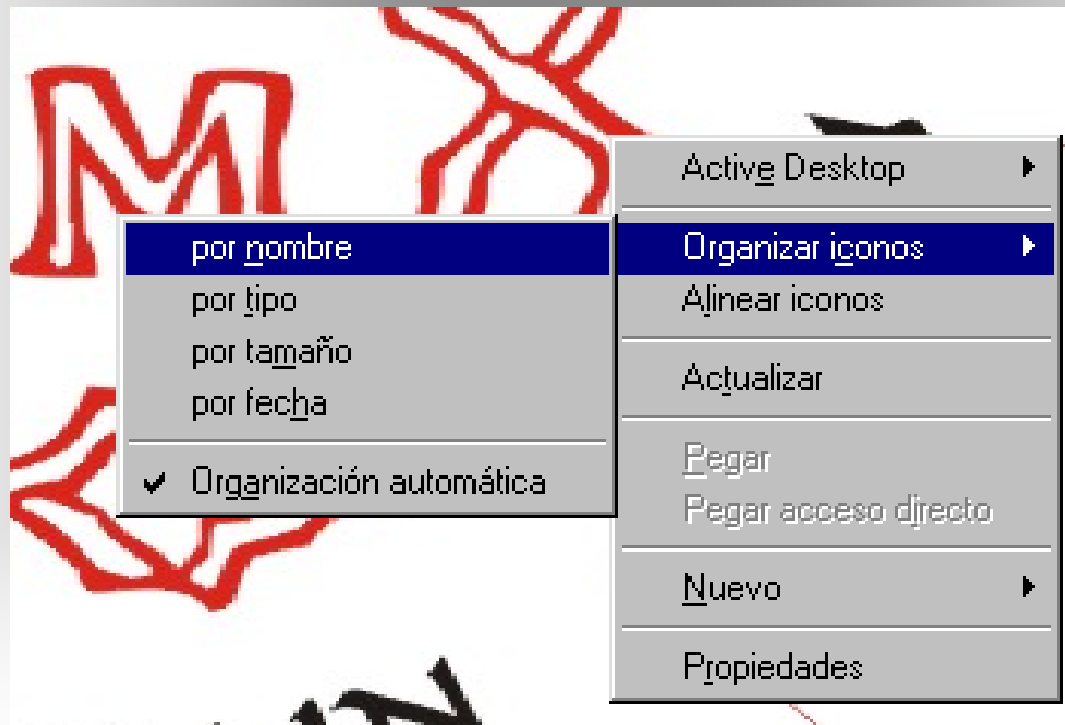 M
Active Desktop
Organizar iconos
Alinear iconos
Actualizar
Pegar
Pegar acceso directo
Nuevo
Propiedades
por nombre
por tipo
por tamaño
por fecha
Organización automática